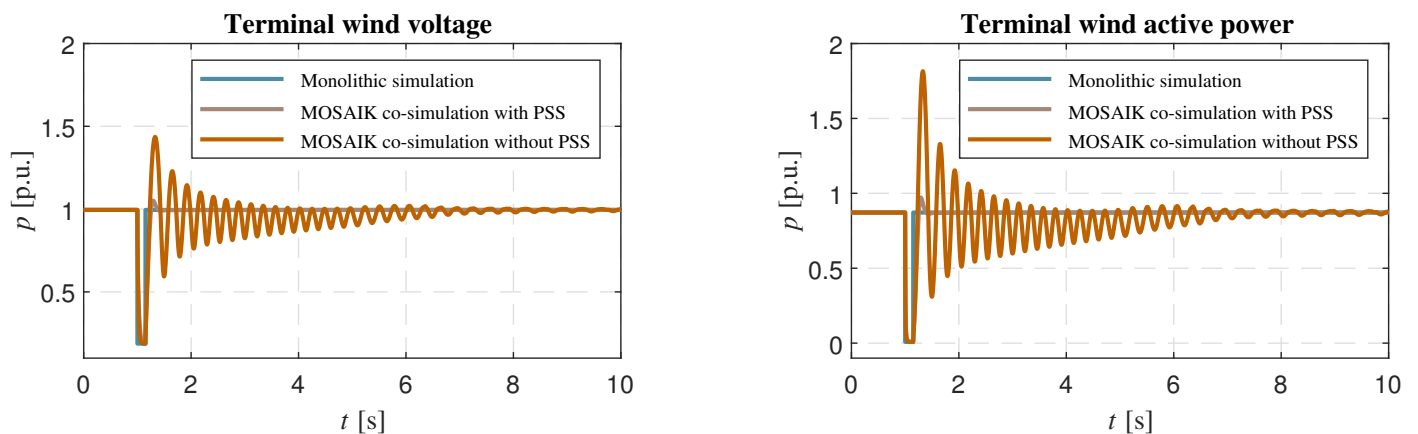 Terminal wind voltage
2
1.5
1
0.5
p [p.u.]
Monolithic simulation
MOSAIK co-simulation with PSS
MOSAIK co-simulation without PSS
0 2 4 6 8 10
t [s]
Terminal wind active power
2
1.5
1
0.5
0
p [p.u.]
Monolithic simulation
MOSAIK co-simulation with PSS
MOSAIK co-simulation without PSS
0 2 4 6 8 10
t [s]